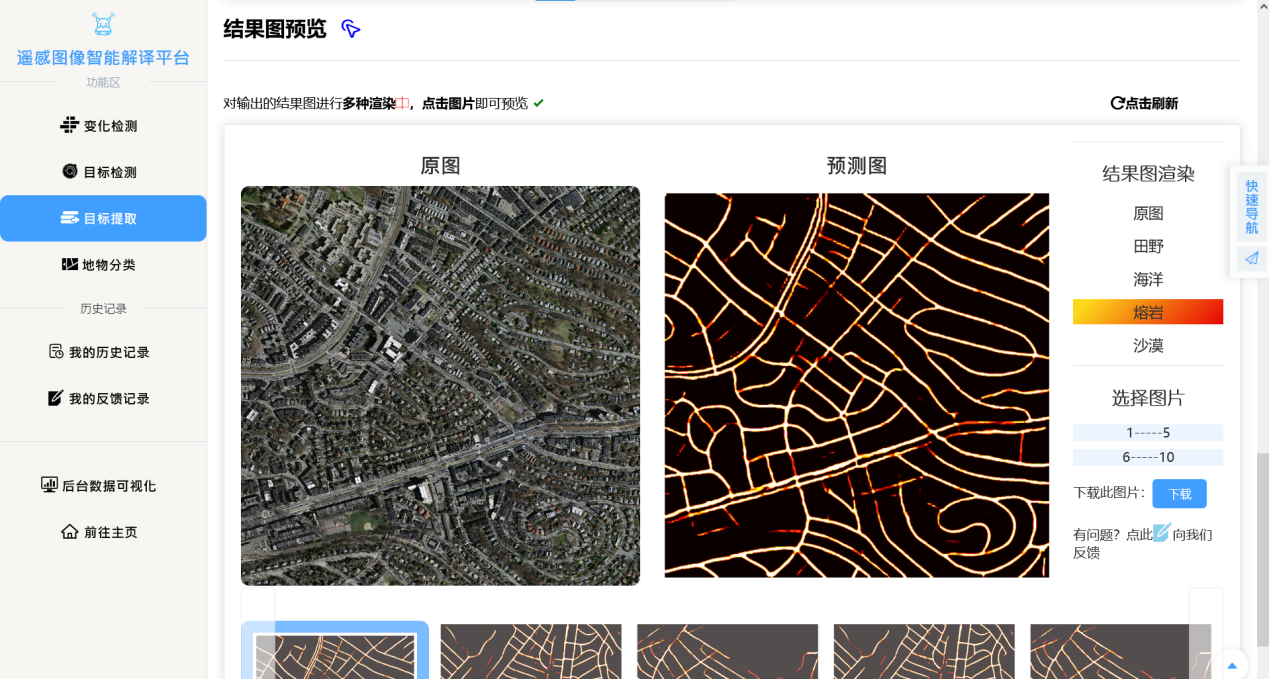 遥感图像智能解译平台
功能区
变化检测
目标检测
目标提取
地物分类
历史记录
我的历史记录
我的反馈记录
后台数据可视化
前往主页
结果图预览
对输出的结果图进行多种渲染，点击图片即可预览
点击刷新
原图
预测图
结果图渲染
原图
田野
海洋
熔岩
沙漠
选择图片
1-----5
6-----10
下载此图片：
下载
有问题？点此向我们
反馈
快速导航